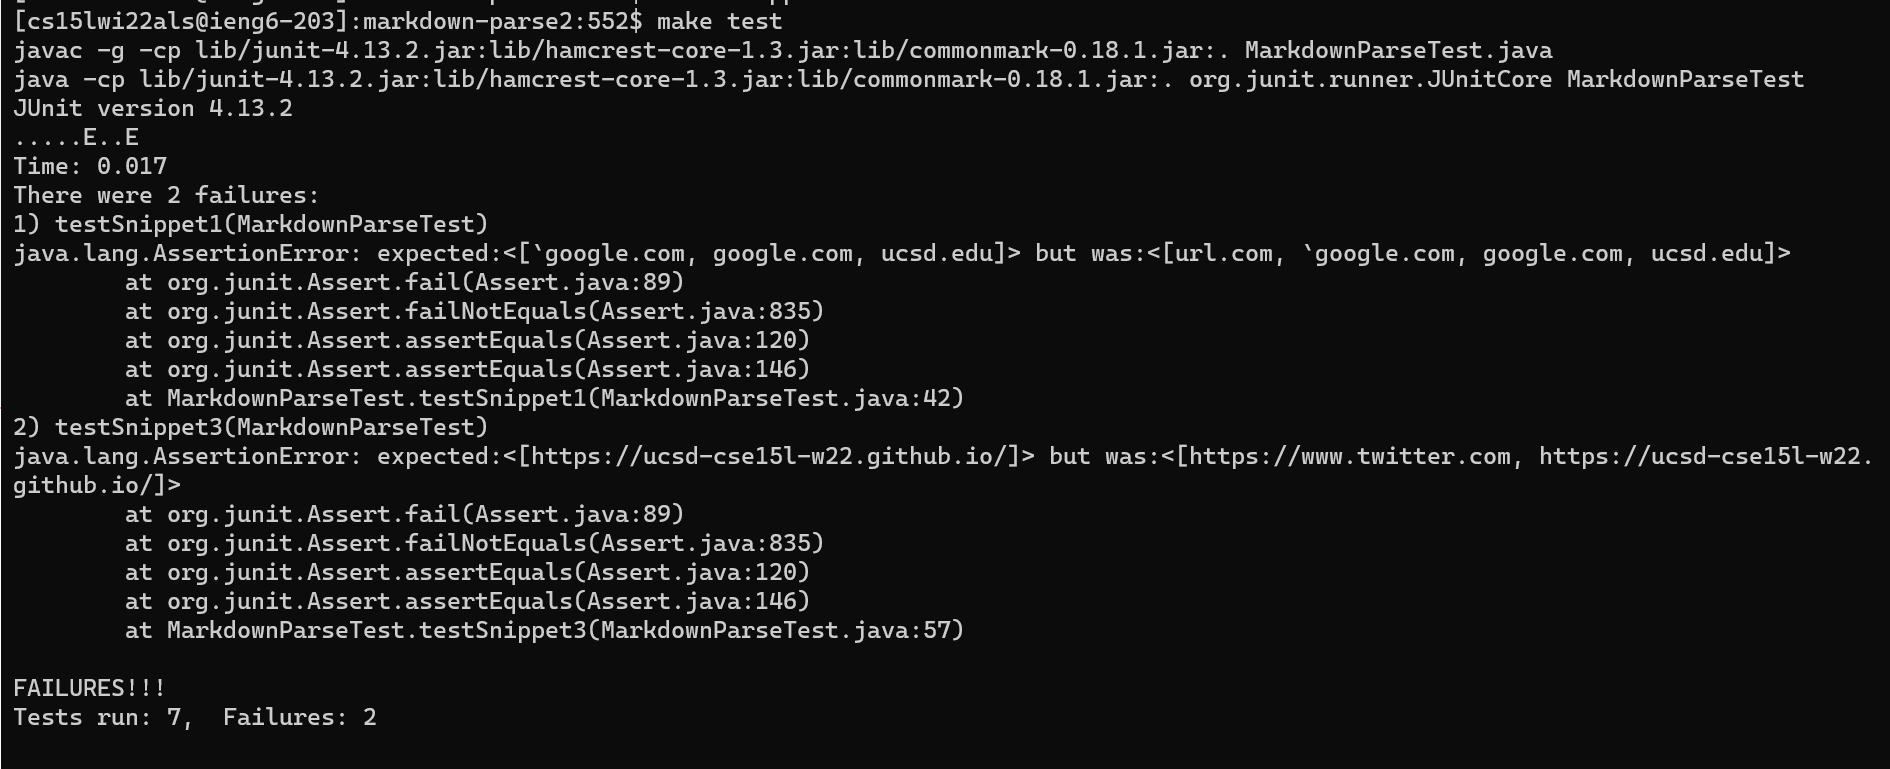 [cs15lwi22als@ieng6-203]:markdown-parse2:552$ make test
javac -g -cp lib/junit-4.13.2.jar:lib/hamcrest-core-1.3.jar:lib/commonmark-0.18.1.jar:. MarkdownParseTest.java
java -cp lib/junit-4.13.2.jar:lib/hamcrest-core-1.3.jar:lib/commonmark-0.18.1.jar:. org.junit.runner.JUnitCore MarkdownParseTest
JUnit version 4.13.2
.....E..E
Time: 0.017
There were 2 failures:
1) testSnippet1(MarkdownParseTest)
java.lang.AssertionError: expected:<[`google.com, google.com, ucsd.edu]> but was:<[url.com, `google.com, google.com, ucsd.edu]>
        at org.junit.Assert.fail(Assert.java:89)
        at org.junit.Assert.failNotEquals(Assert.java:835)
        at org.junit.Assert.assertEquals(Assert.java:120)
        at org.junit.Assert.assertEquals(Assert.java:146)
        at MarkdownParseTest.testSnippet1(MarkdownParseTest.java:42)
2) testSnippet3(MarkdownParseTest)
java.lang.AssertionError: expected:<[https://ucsd-cse15l-w22.github.io/]> but was:<[https://www.twitter.com, https://ucsd-cse15l-w22.
github.io/]>
        at org.junit.Assert.fail(Assert.java:89)
        at org.junit.Assert.failNotEquals(Assert.java:835)
        at org.junit.Assert.assertEquals(Assert.java:120)
        at org.junit.Assert.assertEquals(Assert.java:146)
        at MarkdownParseTest.testSnippet3(MarkdownParseTest.java:57)

FAILURES!!!
Tests run: 7,  Failures: 2